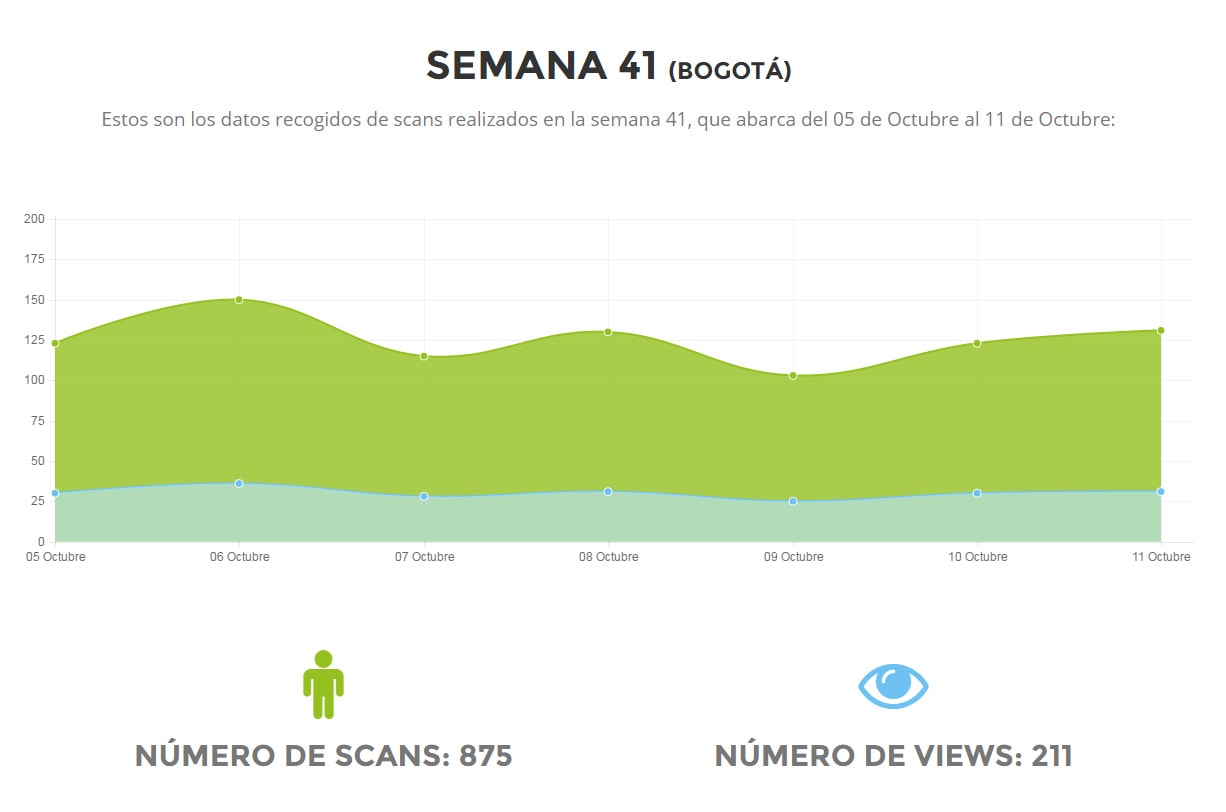 SEMANA 41 (BOGOTÁ)
Estos son los datos recogidos de scans realizados en la semana 41, que abarca del 05 de Octubre al 11 de Octubre:
200
175
150
125
100
75
50
25
0
05 Octubre 06 Octubre 07 Octubre 08 Octubre 09 Octubre 10 Octubre 11 Octubre
NÚMERO DE SCANS: 875 NÚMERO DE VIEWS: 211